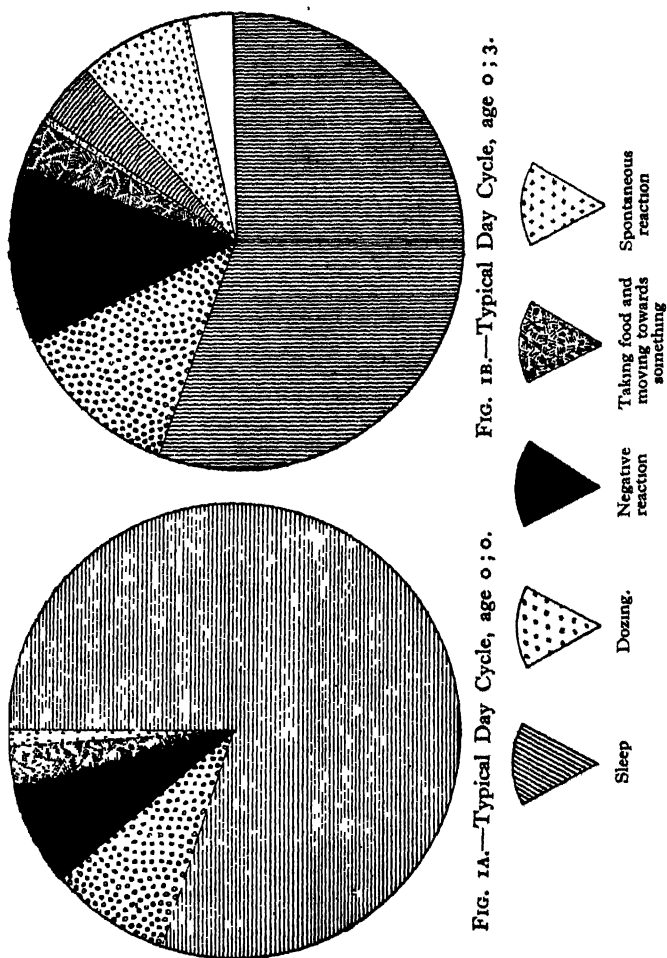 FIG. 1A.—Typical Day Cycle, age 0 ; 0.
FIG. 1B.—Typical Day Cycle, age 0 ; 3.
Sleep
Dozing.
Negative
reaction
Taking food and
moving towards
something
Spontaneous
reaction